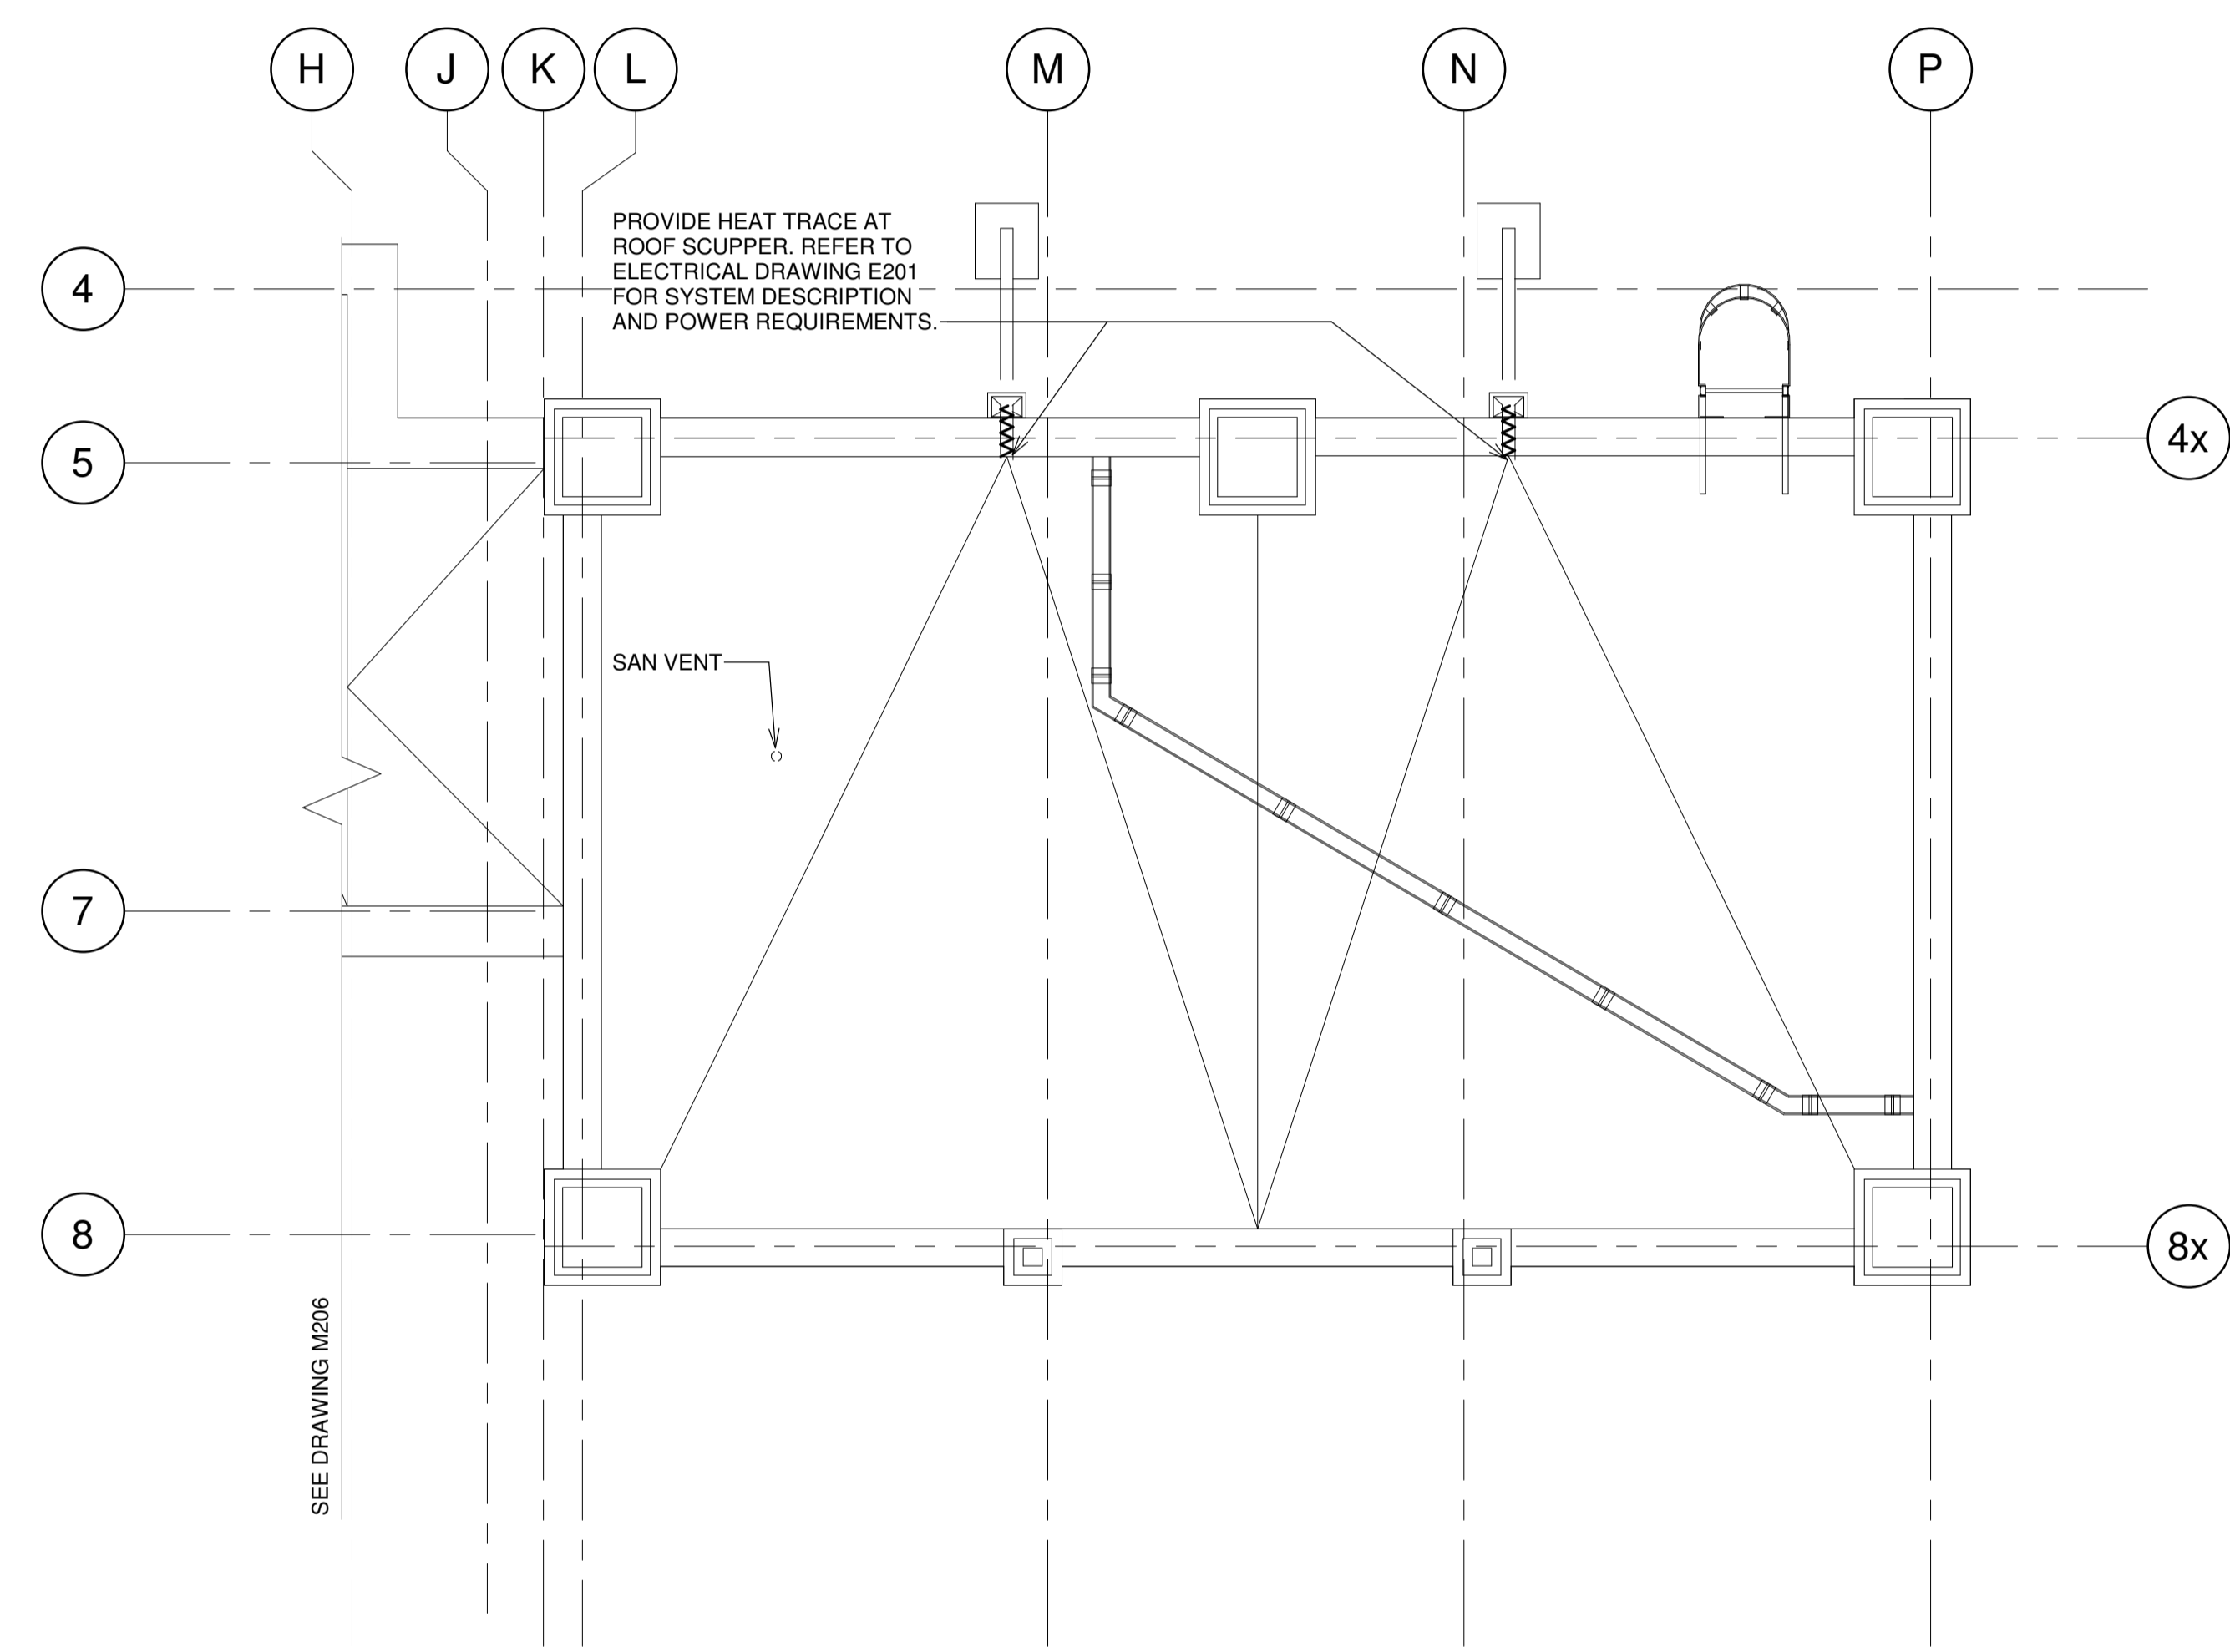 H
J
K
L
M
N
P
PROVIDE HEAT TRACE AT
ROOF SCUPPER. REFER TO
ELECTRICAL DRAWING E201
FOR SYSTEM DESCRIPTION
AND POWER REQUIREMENTS.
4
5
4x
SAN VENT
7
8
8x
SEE DRAWING M206